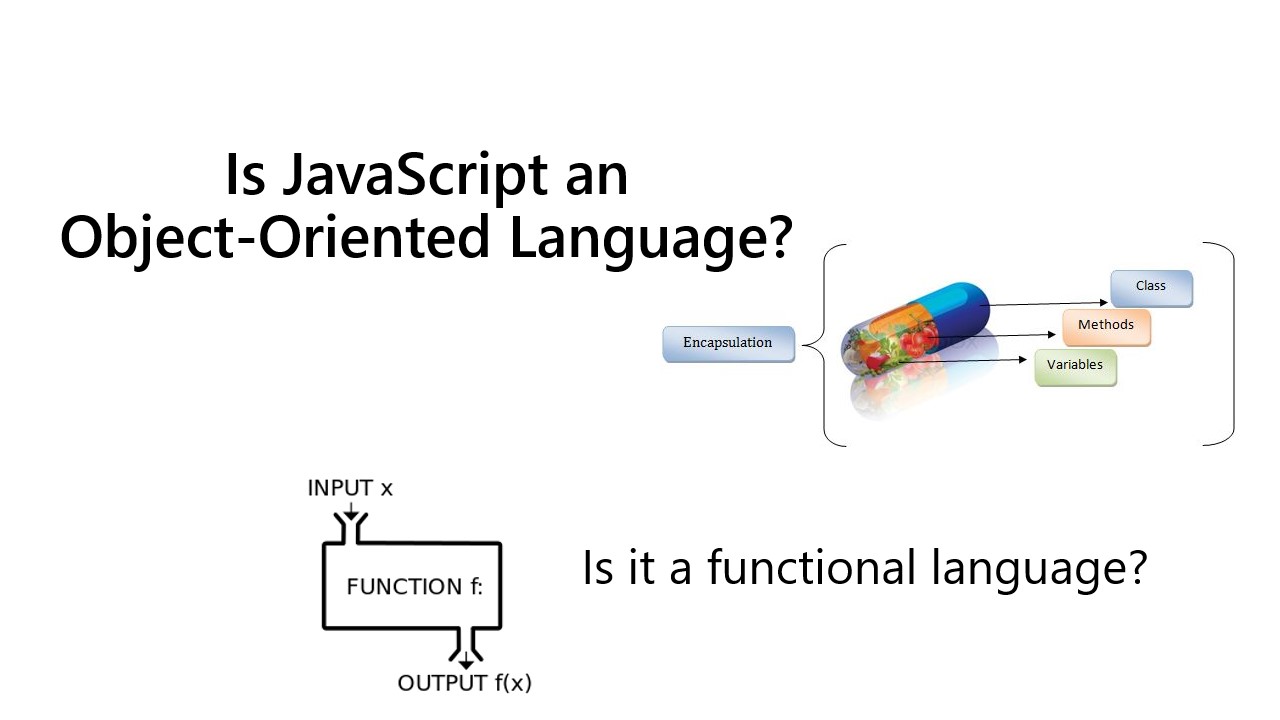 Is JavaScript an
Object-Oriented Language?
Encapsulation
Class
Methods
Variables
INPUT x
FUNCTION f:
OUTPUT f(x)
Is it a functional language?